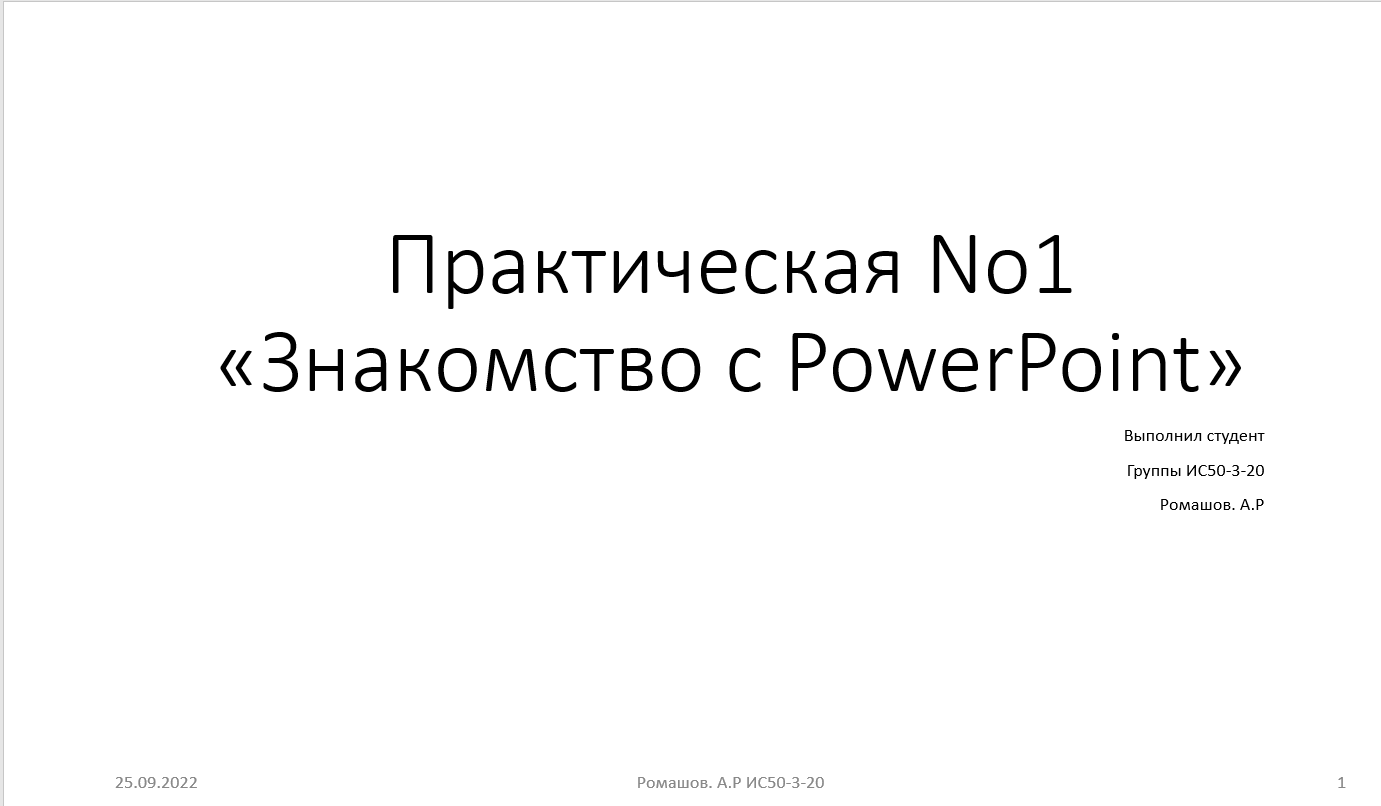 Практическая No1
«Знакомство с PowerPoint»
Выполнил студент
Группы ИС50-3-20
Ромашов. А.Р
25.09.2022
Ромашов. А.Р ИС50-3-20
1